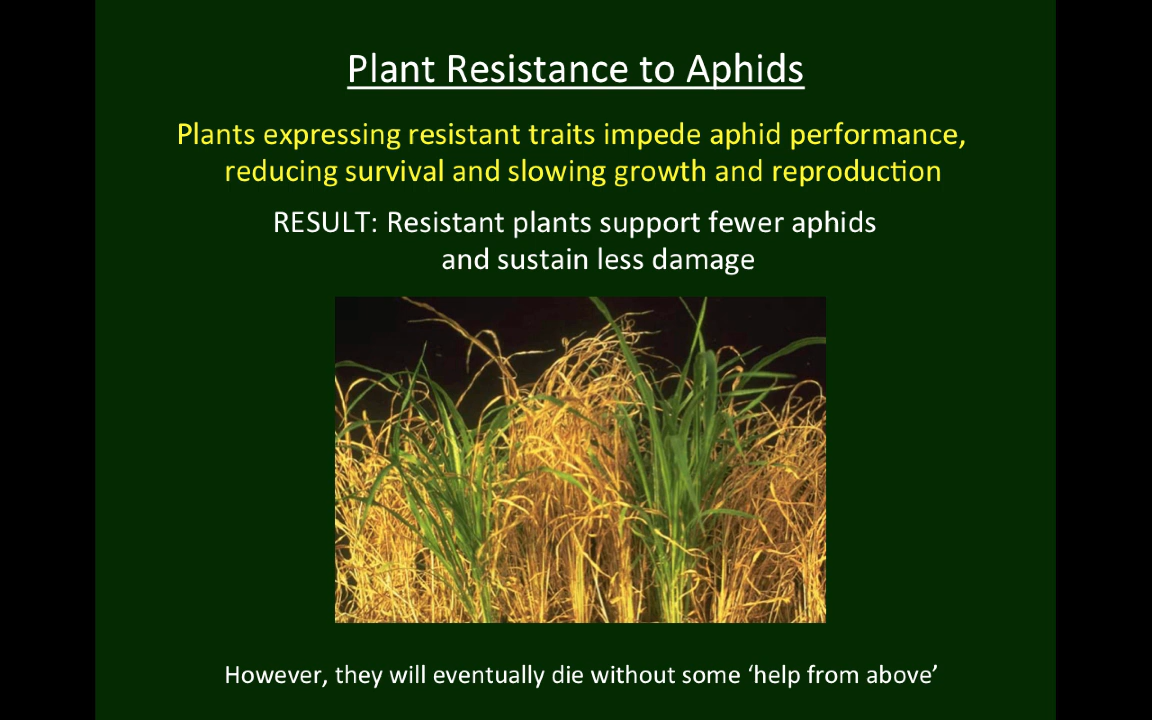 Plant Resistance to Aphids
Plants expressing resistant traits impede aphid performance,
reducing survival and slowing growth and reproduction
RESULT: Resistant plants support fewer aphids
and sustain less damage
However, they will eventually die without some ‘help from above’